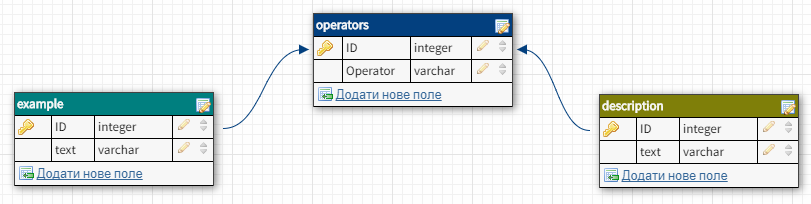 operators
ID integer
Operator varchar
Додати нове поле
example
ID integer
text varchar
Додати нове поле
description
ID integer
text varchar
Додати нове поле